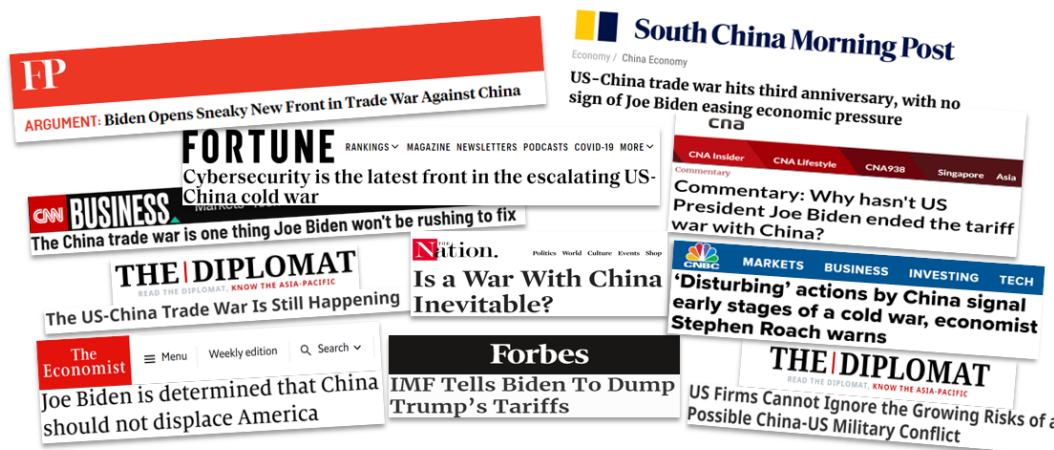 FP
ARGUMENT: Biden Opens Sneaky New Front in Trade War Against China
South China Morning Post
Economy / China Economy
US-China trade war hits third anniversary, with no
sign of Joe Biden easing economic pressure
FORTUNE
RANKINGS MAGAZINE NEWSLETTERS PODCASTS COVID-19 MORE
Cybersecurity is the latest front in the escalating US-
China cold war
cna
CNA Insider CNA Lifestyle CNA938 Singapore Asia
Commentary
Commentary: Why hasn't US
President Joe Biden ended the tariff
war with China?
CNN BUSINESS Markets
The China trade war is one thing Joe Biden won't be rushing to fix
THE DIPLOMAT
READ THE DIPLOMAT, KNOW THE ASIA-PACIFIC
The US-China Trade War Is Still Happening
THE Nation.
Politics World Culture Events Shop
Is a War With China
Inevitable?
CNBC
MARKETS BUSINESS INVESTING TECH
‘Disturbing’ actions by China signal
early stages of a cold war, economist
Stephen Roach warns
The
Economist
Menu Weekly edition Search
Joe Biden is determined that China
should not displace America
Forbes
IMF Tells Biden To Dump
Trump’s Tariffs
THE DIPLOMAT
READ THE DIPLOMAT, KNOW THE ASIA-PACIFIC
US Firms Cannot Ignore the Growing Risks of a
Possible China-US Military Conflict